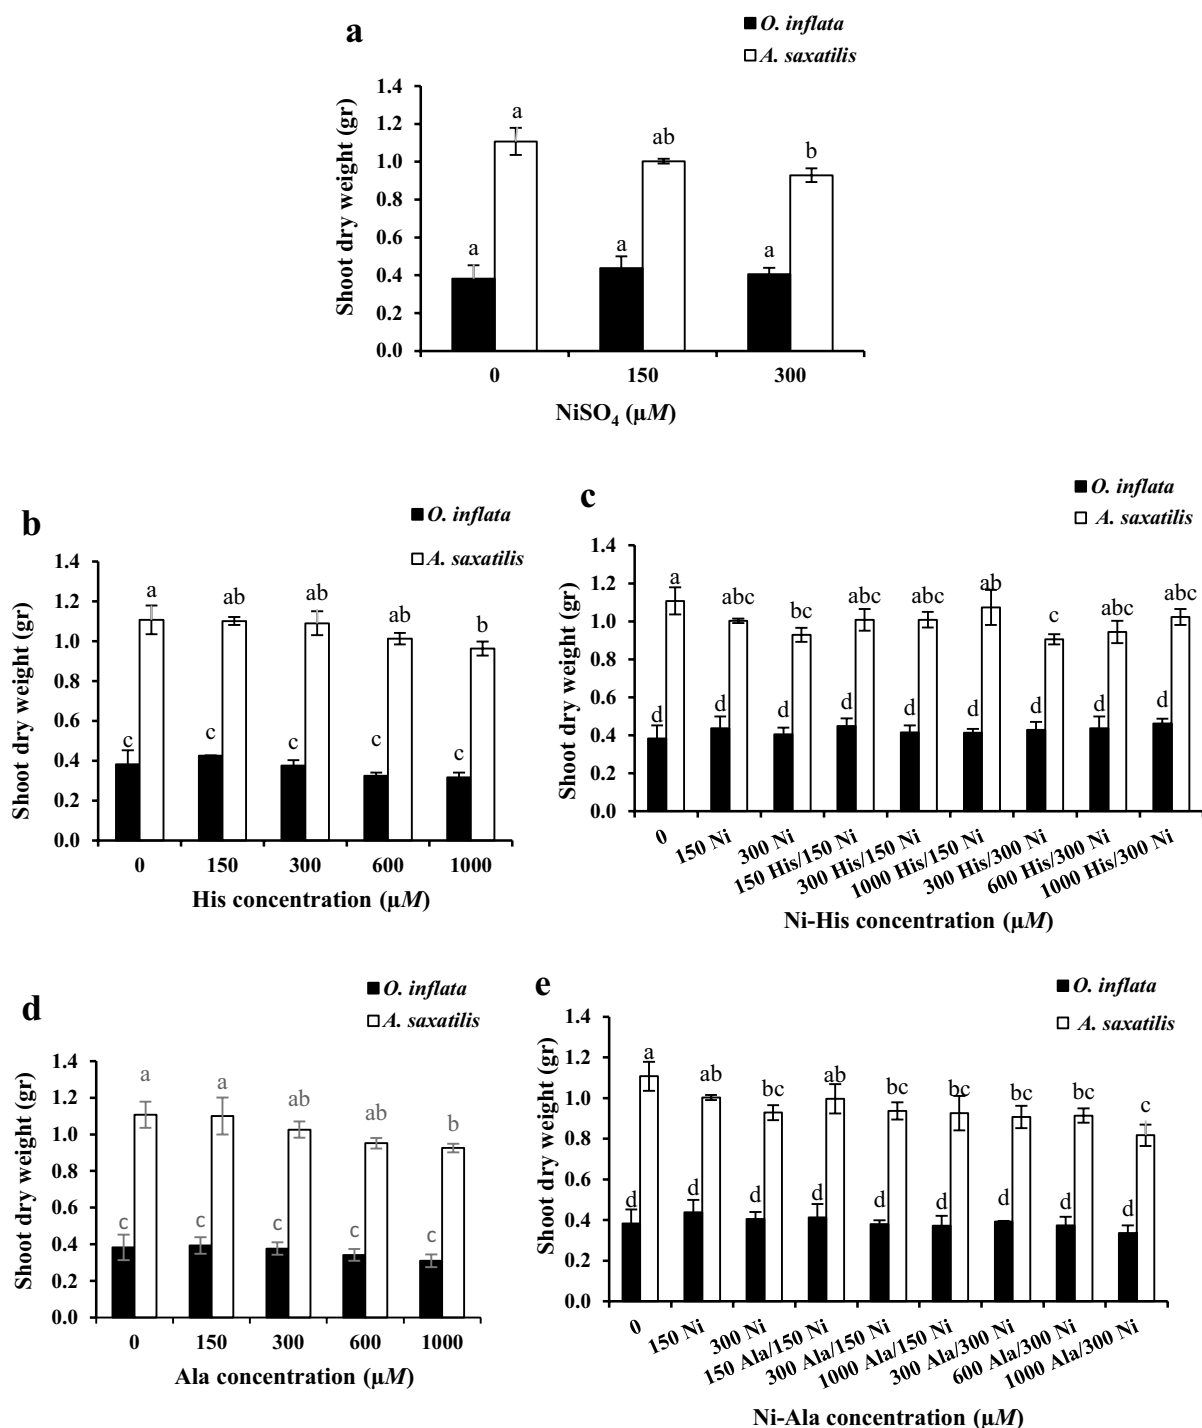 a
O. inflata
A. saxatilis
Shoot dry weight (gr)
1.4
1.2
1.0
0.8
0.6
0.4
0.2
0.0
a
a
a
ab
a
b
0 150 300
NiSO4 (µM)
b
O. inflata
A. saxatilis
Shoot dry weight (gr)
1.4
1.2
1.0
0.8
0.6
0.4
0.2
0.0
a ab ab ab b
c c c c c
0 150 300 600 1000
His concentration (µM)
c
O. inflata
A. saxatilis
Shoot dry weight (gr)
1.4
1.2
1.0
0.8
0.6
0.4
0.2
0.0
a abc bc abc abc ab c abc abc
d d d d d d d d d
0
150 Ni
300 Ni
150 His/150 Ni
300 His/150 Ni
1000 His/150 Ni
300 His/300 Ni
600 His/300 Ni
1000 His/300 Ni
Ni-His concentration (µM)
d
O. inflata
A. saxatilis
Shoot dry weight (gr)
1.4
1.2
1.0
0.8
0.6
0.4
0.2
0.0
a a ab ab b
c c c c c
0 150 300 600 1000
Ala concentration (µM)
e
O. inflata
A. saxatilis
Shoot dry weight (gr)
1.4
1.2
1.0
0.8
0.6
0.4
0.2
0.0
a ab bc ab bc bc bc bc c
d d d d d d d d d
0
150 Ni
300 Ni
150 Ala/150 Ni
300 Ala/150 Ni
1000 Ala/150 Ni
300 Ala/300 Ni
600 Ala/300 Ni
1000 Ala/300 Ni
Ni-Ala concentration (µM)